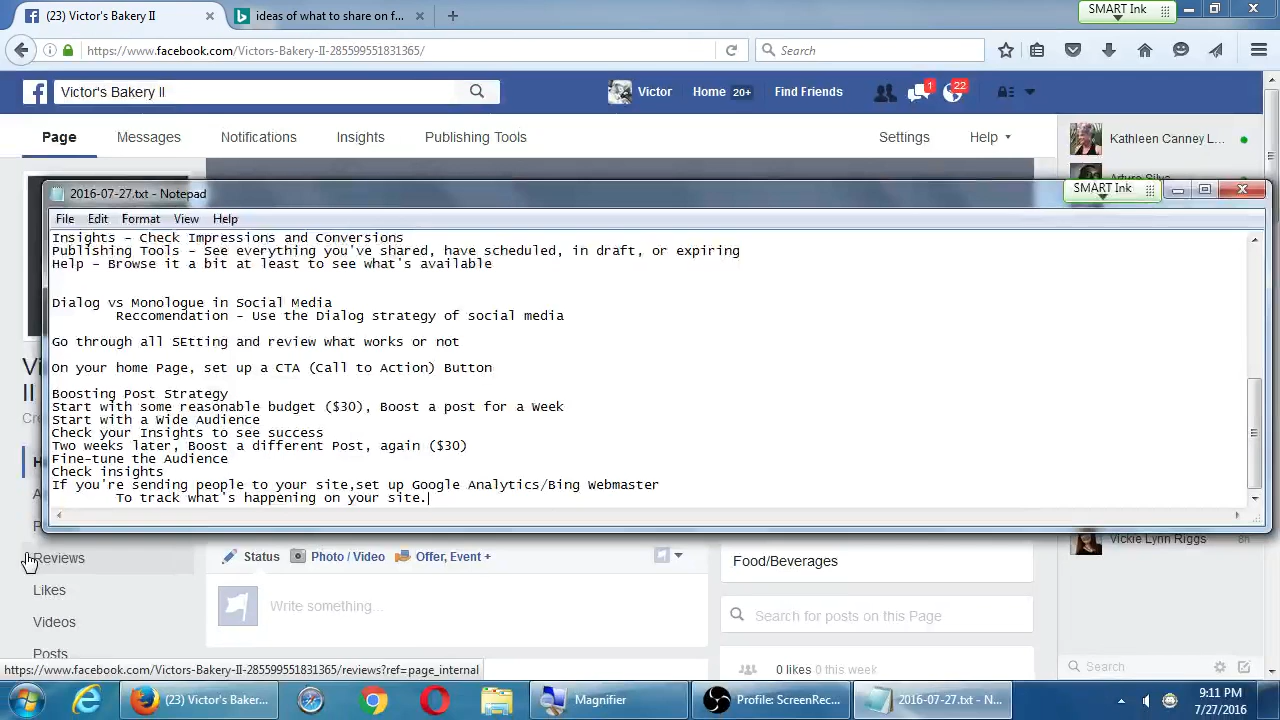 (23) Victor's Bakery II
ideas of what to share on f...
SMART Ink
https://www.facebook.com/Victors-Bakery-II-285599551831365/
Search
Victor's Bakery II
Victor
Home 20+
Find Friends
1
22
Page
Messages
Notifications
Insights
Publishing Tools
Settings
Help
Kathleen Canney L...
2016-07-27.txt - Notepad
SMART Ink
File Edit Format View Help
Insights - Check Impressions and Conversions
Publishing Tools - See everything you've shared, have scheduled, in draft, or expiring
Help - Browse it a bit at least to see what's available
Dialog vs Monologue in Social Media
Reccomendation - Use the Dialog strategy of social media
Go through all SEtting and review what works or not
On your home Page, set up a CTA (Call to Action) Button
Boosting Post Strategy
Start with some reasonable budget ($30), Boost a post for a Week
Start with a Wide Audience
Check your Insights to see success
Two weeks later, Boost a different Post, again ($30)
Fine-tune the Audience
Check insights
If you're sending people to your site,set up Google Analytics/Bing Webmaster
To track what's happening on your site.
Vi
II
Reviews
Likes
Videos
Posts
Status
Photo / Video
Offer, Event +
Write something...
Food/Beverages
Search for posts on this Page
0 likes 0 this week
Vickie Lynn Riggs
8h
Search
https://www.facebook.com/Victors-Bakery-II-285599551831365/reviews?ref=page_internal
(23) Victor's Baker...
Magnifier
Profile: ScreenRec...
2016-07-27.txt - N...
9:11 PM
7/27/2016